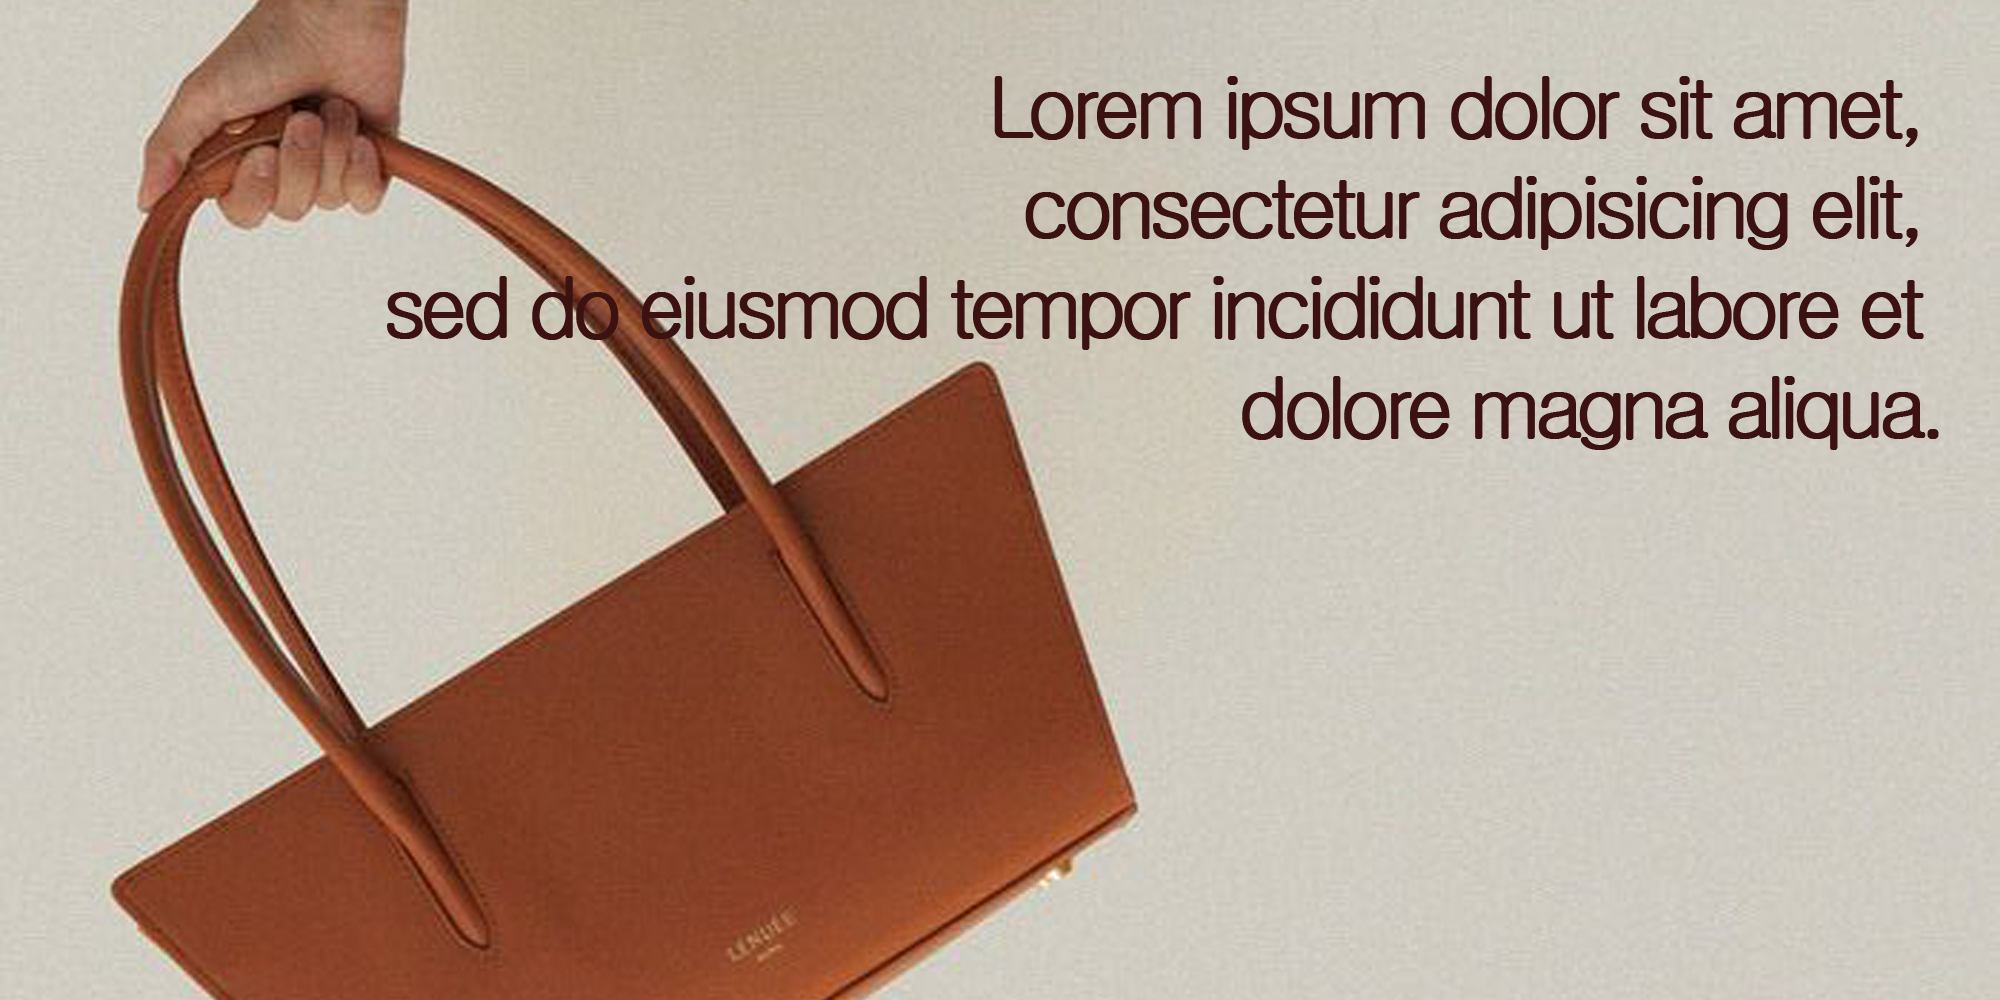 Lorem ipsum dolor sit amet,
consectetur adipisicing elit,
sed do eiusmod tempor incididunt ut labore et
dolore magna aliqua.